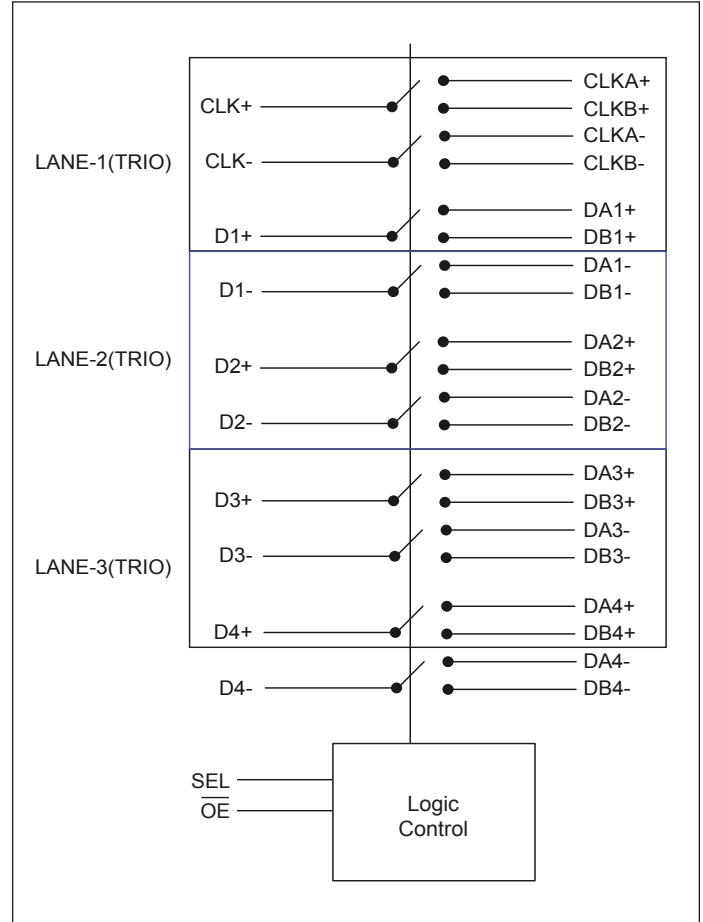 CLKA+
CLK+
CLKB+
CLKA-
LANE-1(TRIO)
CLK-
CLKB-
DA1+
D1+
DB1+
DA1-
D1-
DB1-
DA2+
LANE-2(TRIO)
D2+
DB2+
DA2-
D2-
DB2-
DA3+
D3+
DB3+
DA3-
D3-
DB3-
LANE-3(TRIO)
DA4+
D4+
DB4+
DA4-
D4-
DB4-
SEL
O̅E̅
Logic
Control